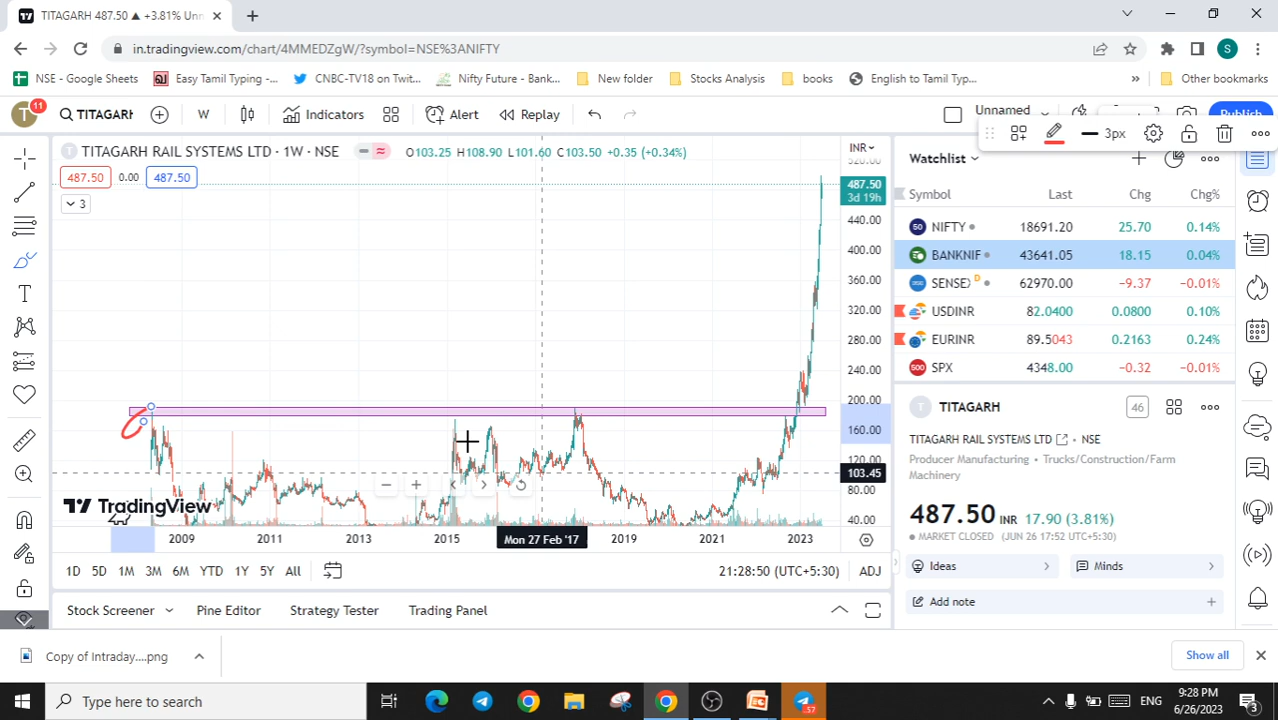 TITAGARH 487.50 ▲ +3.81% Unn
in.tradingview.com/chart/4MMEDZgW/?symbol=NSE%3ANIFTY
S
NSE - Google Sheets
Easy Tamil Typing -...
CNBC-TV18 on Twit...
Nifty Future - Bank...
New folder
Stocks Analysis
books
English to Tamil Typ...
»
Other bookmarks
T 11
TITAGARH
W
Indicators
Alert
Replay
Unnamed
Publish
3px
T TITAGARH RAIL SYSTEMS LTD · 1W · NSE
O103.25 H108.90 L101.60 C103.50 +0.35 (+0.34%)
INR
487.50 0.00 487.50
3
520.00
487.50
3d 19h
440.00
400.00
360.00
320.00
280.00
240.00
200.00
160.00
120.00
103.45
80.00
40.00
TradingView
2009 2011 2013 2015 Mon 27 Feb '17 2019 2021 2023
1D 5D 1M 3M 6M YTD 1Y 5Y All
21:28:50 (UTC+5:30)
ADJ
Stock Screener
Pine Editor
Strategy Tester
Trading Panel
Watchlist
Symbol Last Chg Chg%
50 NIFTY 18691.20 25.70 0.14%
BANKNIF 43641.05 18.15 0.04%
SENSEX D 62970.00 -9.37 -0.01%
USDINR 82.0400 0.0800 0.10%
EURINR 89.5043 0.2163 0.24%
500 SPX 4348.00 -0.32 -0.01%
T TITAGARH 46
TITAGARH RAIL SYSTEMS LTD · NSE
Producer Manufacturing • Trucks/Construction/Farm
Machinery
487.50 INR 17.90 (3.81%)
MARKET CLOSED (JUN 26 17:52 UTC+5:30)
Ideas
Minds
Add note
Copy of Intraday....png
Show all
Type here to search
57
ENG
9:28 PM
6/26/2023
3